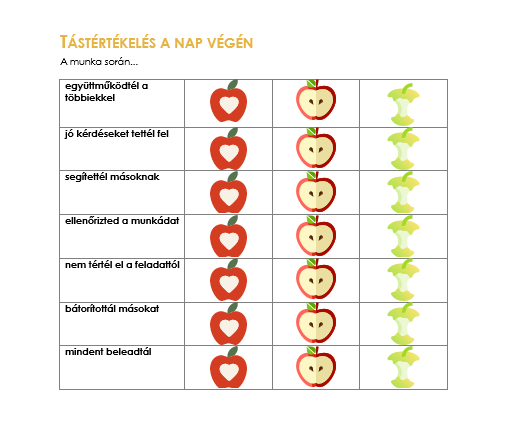 TÁSTÉRTÉKELÉS A NAP VÉGÉN
A munka során...
együttműködtél a
többiekkel
jó kérdéseket tettél fel
segítettél másoknak
ellenőrizted a munkádat
nem tértél el a feladattól
bátorítottál másokat
mindent beleadtál